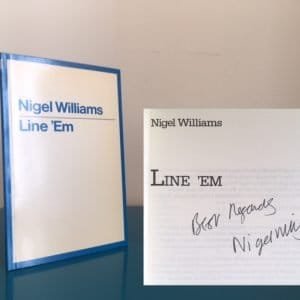 Nigel Williams
Line 'Em
Nigel Williams
LINE 'EM
Best Regards